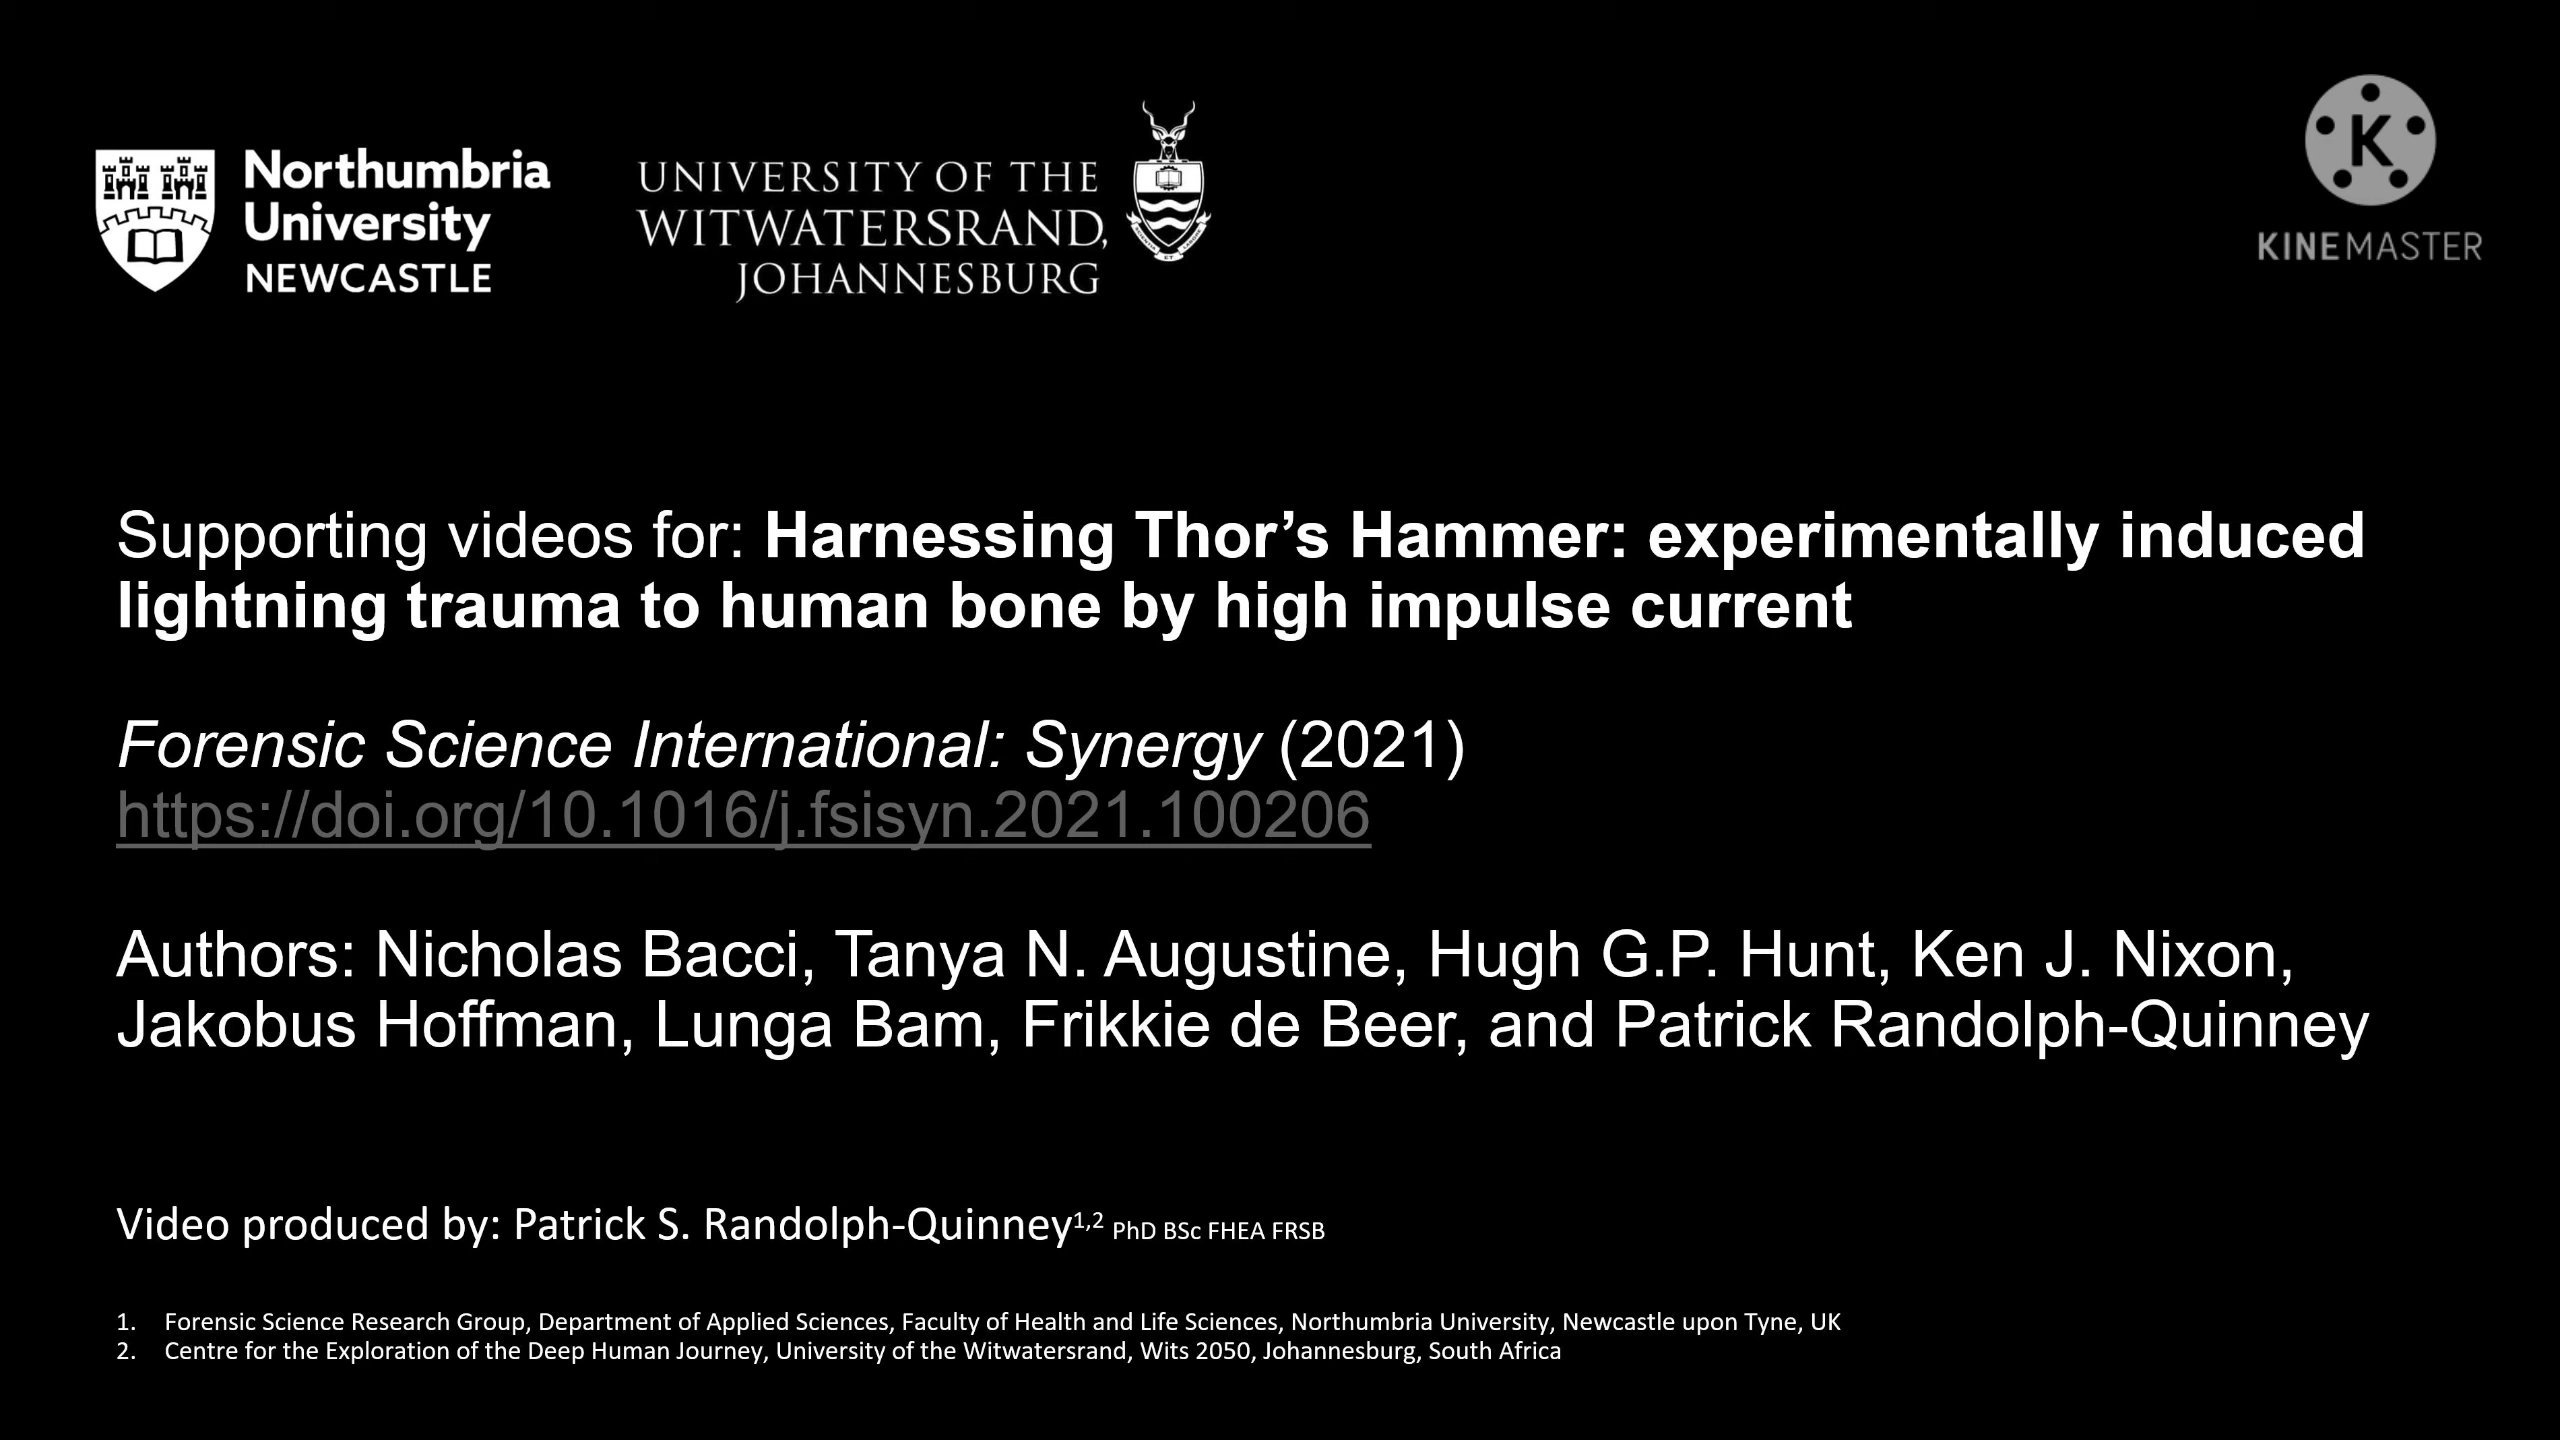 Northumbria
University
NEWCASTLE
UNIVERSITY OF THE
WITWATERSRAND,
JOHANNESBURG
K
KINEMASTER
Supporting videos for: Harnessing Thor’s Hammer: experimentally induced
lightning trauma to human bone by high impulse current
Forensic Science International: Synergy (2021)
https://doi.org/10.1016/j.fsisyn.2021.100206
Authors: Nicholas Bacci, Tanya N. Augustine, Hugh G.P. Hunt, Ken J. Nixon,
Jakobus Hoffman, Lunga Bam, Frikkie de Beer, and Patrick Randolph-Quinney
Video produced by: Patrick S. Randolph-Quinney1,2 PhD BSc FHEA FRSB
1. Forensic Science Research Group, Department of Applied Sciences, Faculty of Health and Life Sciences, Northumbria University, Newcastle upon Tyne, UK
2. Centre for the Exploration of the Deep Human Journey, University of the Witwatersrand, Wits 2050, Johannesburg, South Africa